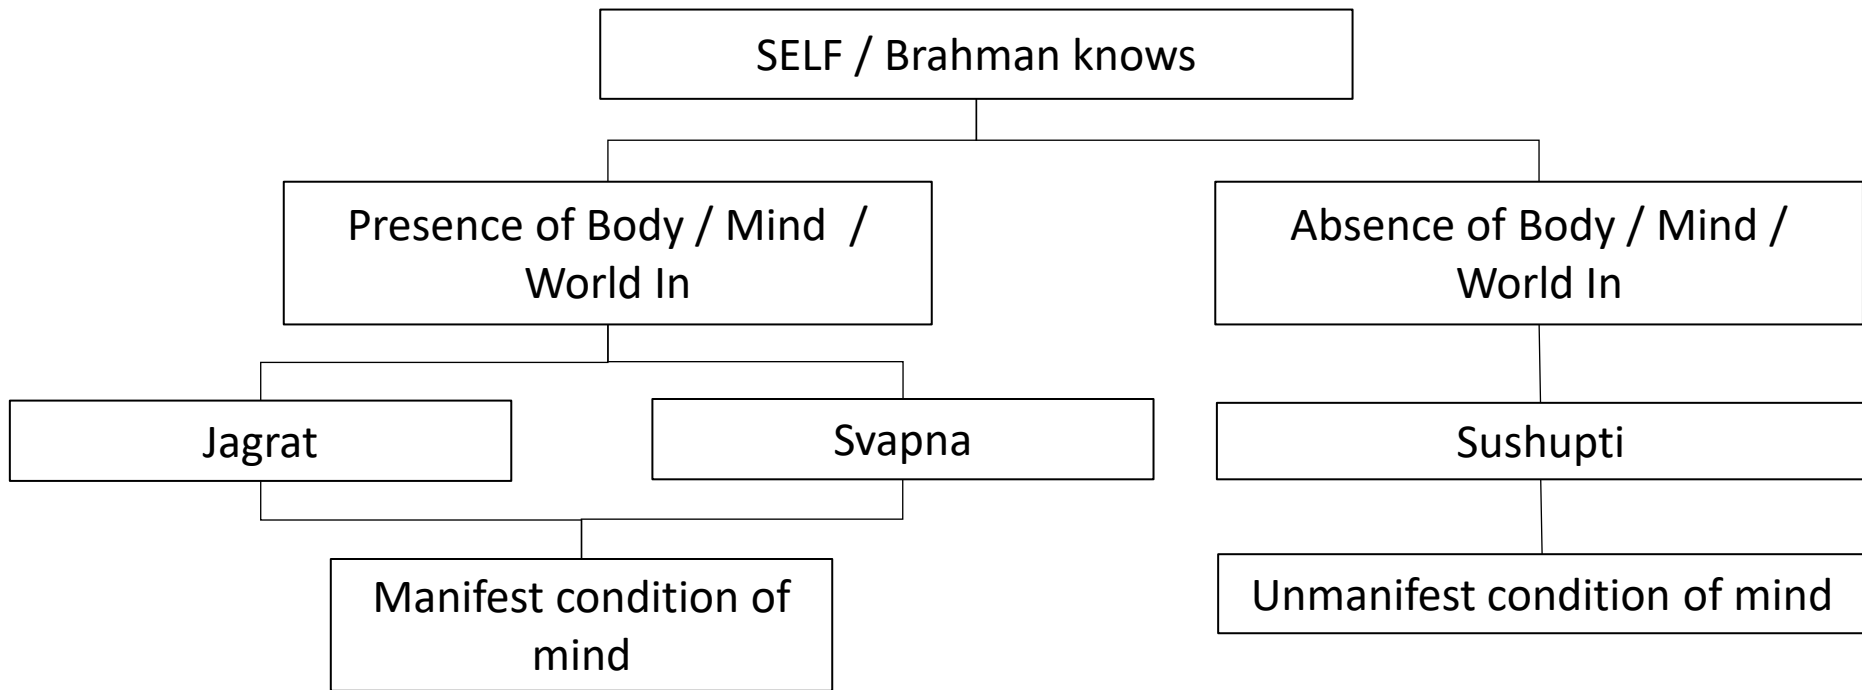 SELF / Brahman knows
Presence of Body / Mind /
World In
Absence of Body / Mind /
World In
Jagrat
Svapna
Sushupti
Manifest condition of
mind
Unmanifest condition of mind